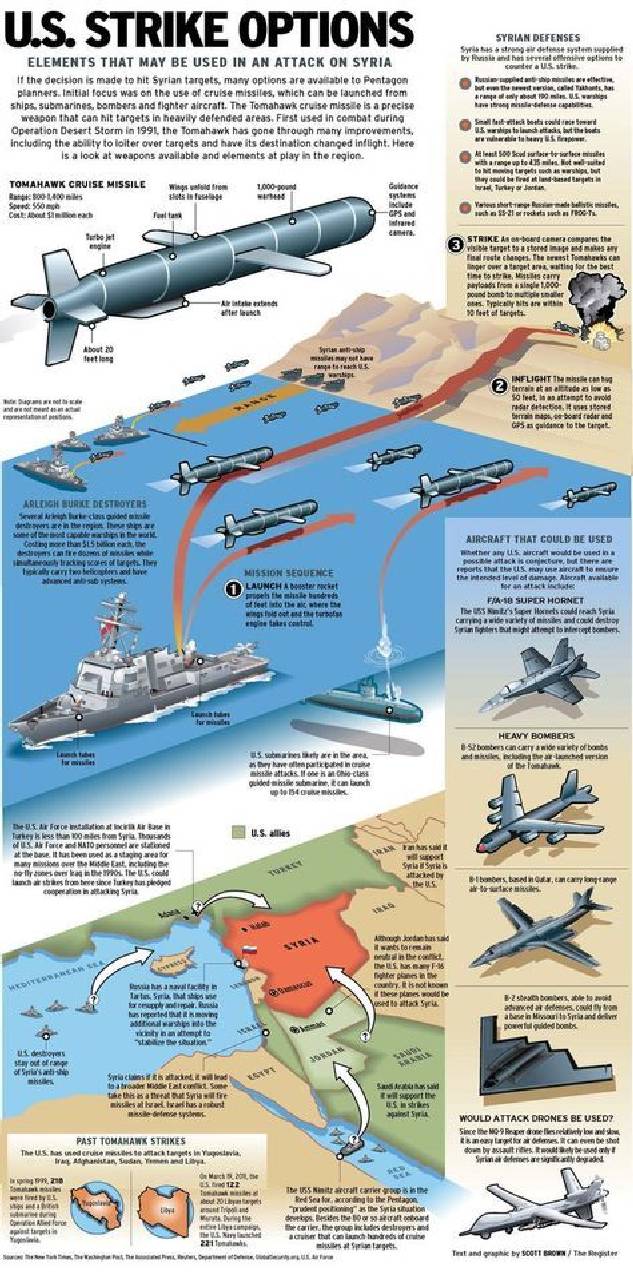 U.S. STRIKE OPTIONS
ELEMENTS THAT MAY BE USED IN AN ATTACK ON SYRIA
If the decision is made to hit Syrian targets, many options are available to Pentagon
planners. Initial focus was on the use of cruise missiles, which can be launched from
ships, submarines, bombers and fighter aircraft. The Tomahawk cruise missile is a precise
weapon that can hit targets in heavily defended areas. First used in combat during
Operation Desert Storm in 1991, the Tomahawk has gone through many improvements,
including the ability to loiter over targets and have its destination changed inflight. Here
is a look at weapons available and elements at play in the region.
SYRIAN DEFENSES
Syria has a strong air defense system supplied
by Russia and has several offensive options to
counter a U.S. strike.
Russian-supplied anti-ship missiles are effective,
but even the newest version, called Yakhont, has
a range of only about 190 miles. U.S. warships
have strong missile-defense capabilities.
Small fast-attack boats could race toward
U.S. warships to launch attacks, but the boats
are vulnerable to heavy U.S. firepower.
At least 500 Scud surface-to-surface missiles
with a range up to 435 miles. Not well-suited
to hit moving targets such as warships, but
they could be fired at land-based targets in
Israel, Turkey or Jordan.
Various short-range Russian-made ballistic missiles,
such as SS-21 or rockets such as FROG-7s.
TOMAHAWK CRUISE MISSILE
Range: 800-1,400 miles
Speed: 550 mph
Cost: About $1 million each
Wings unfold from
slots in fuselage
1,000-pound
warhead
Guidance
systems
include
GPS and
infrared
camera.
Fuel tank
Turbo jet
engine
Air intake extends
after launch
About 20
feet long
3 STRIKE An on-board camera compares the
visible target to a stored image and makes any
final route changes. The newest Tomahawks can
linger over a target area, waiting for the best
time to strike. Missiles carry
payloads from a single 1,000-
pound bomb to multiple smaller
ones. Typically hits are within
10 feet of targets.
Syrian anti-ship
missiles may not have
range to reach U.S.
warships.
RANGE
2 INFLIGHT The missile can hug
terrain at an altitude as low as
50 feet, in an attempt to avoid
radar detection. It uses stored
terrain maps, on-board radar and
GPS as guidance to the target.
Note: Diagrams are not to scale
and are not meant as an actual
representation of positions.
ARLEIGH BURKE DESTROYERS
Several Arleigh Burke-class guided missile
destroyers are in the region. These ships are
some of the most capable warships in the world.
Costing more than $1.5 billion each, the
destroyers can fire dozens of missiles while
simultaneously tracking scores of targets. They
typically carry two helicopters and have
advanced anti-sub systems.
MISSION SEQUENCE
1 LAUNCH A booster rocket
propels the missile hundreds
of feet into the air, where the
wings fold out and the turbofan
engine takes control.
Launch tubes
for missiles
Launch tubes
for missiles
U.S. submarines likely are in the area,
as they have often participated in cruise
missile attacks. If one is an Ohio-class
guided-missile submarine, it can launch
up to 154 cruise missiles.
AIRCRAFT THAT COULD BE USED
Whether any U.S. aircraft would be used in a
possible attack is conjecture, but there are
reports that the U.S. may use aircraft to ensure
the intended level of damage. Aircraft available
for an attack include:
F/A-18 SUPER HORNET
The USS Nimitz's Super Hornets could reach Syria
carrying a wide variety of missiles and could destroy
Syrian fighters that might attempt to intercept bombers.
HEAVY BOMBERS
B-52 bombers can carry a wide variety of bombs
and missiles, including the air-launched version
of the Tomahawk.
B-1 bombers, based in Qatar, can carry long-range
air-to-surface missiles.
B-2 stealth bombers, able to avoid
advanced air defenses, could fly from
a base in Missouri to Syria and deliver
powerful guided bombs.
WOULD ATTACK DRONES BE USED?
Since the MQ-9 Reaper drone flies relatively low and slow,
it is an easy target for air defenses. It can even be shot
down by assault rifles. It would likely be used only if
Syrian air defenses are significantly degraded.
The U.S. Air Force installation at Incirlik Air Base in
Turkey is less than 100 miles from Syria. Thousands
of U.S. Air Force and NATO personnel are stationed
at the base. It has been used as a staging area for
many missions over the Middle East, including the
no-fly zones over Iraq in the 1990s. The U.S. could
launch air strikes from here since Turkey has pledged
cooperation in attacking Syria.
U.S. allies
TURKEY
IRAN
Iran has said it
will support
Syria if Syria is
attacked by
the U.S.
IRAQ
Adana
Halab
SYRIA
MEDITERRANEAN SEA
CYPRUS
Damascus
Although Jordan has said
it wants to remain
neutral in the conflict,
the U.S. has many F-16
fighter planes in the
country. It is not known
if these planes would be
used to attack Syria.
Russia has a naval facility in
Tartus, Syria, that ships use
for resupply and repair. Russia
has reported that it is moving
additional warships into the
vicinity in an attempt to
"stabilize the situation."
U.S. destroyers
stay out of range
of Syria's anti-ship
missiles.
ISRAEL
Amman
JORDAN
EGYPT
SAUDI
ARABIA
Syria claims if it is attacked, it will lead
to a broader Middle East conflict. Some
take this as a threat that Syria will fire
missiles at Israel. Israel has a robust
missile-defense systems.
Saudi Arabia has said
it will support the
U.S. in strikes
against Syria.
RED
SEA
PAST TOMAHAWK STRIKES
The U.S. has used cruise missiles to attack targets in Yugoslavia,
Iraq, Afghanistan, Sudan, Yemen and Libya.
In spring 1999, 218
Tomahawk missiles
were fired by U.S.
ships and a British
submarine during
Operation Allied Force
against targets in
Yugoslavia.
Yugoslavia
Libya
On March 19, 2011, the
U.S. fired 122
Tomahawk missiles at
about 20 Libyan targets
around Tripoli and
Misrata. During the
entire Libyan campaign,
the U.S. Navy launched
221 Tomahawks.
The USS Nimitz aircraft carrier group is in the
Red Sea for, according to the Pentagon,
"prudent positioning" as the Syria situation
develops. Besides the 80 or so aircraft onboard
the carrier, the group includes destroyers and
a cruiser that can launch hundreds of cruise
missiles at Syrian targets.
Sources: The New York Times, The Washington Post, The Associated Press, Reuters, Department of Defense, GlobalSecurity.org, U.S. Air Force
Text and graphic by SCOTT BROWN / The Register